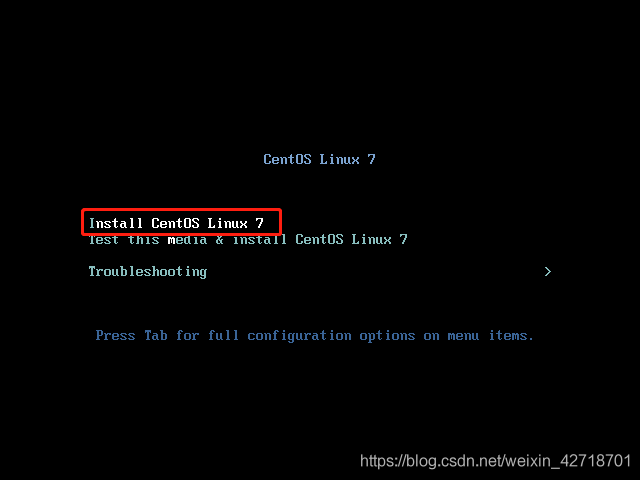 CentOS Linux 7
Install CentOS Linux 7
Test this media & install CentOS Linux 7
Troubleshooting >
Press Tab for full configuration options on menu items.
https://blog.csdn.net/weixin_42718701